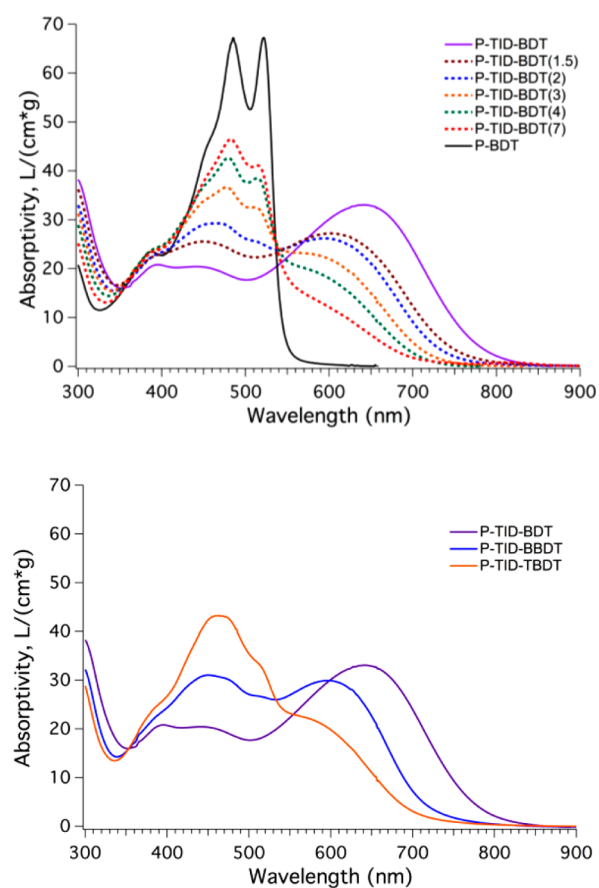 70
60
50
40
30
20
10
0
Absorptivity, L/(cm*g)
P-TID-BDT
P-TID-BDT(1.5)
P-TID-BDT(2)
P-TID-BDT(3)
P-TID-BDT(4)
P-TID-BDT(7)
P-BDT
300 400 500 600 700 800 900
Wavelength (nm)
70
60
50
40
30
20
10
0
Absorptivity, L/(cm*g)
P-TID-BDT
P-TID-BBDT
P-TID-TBDT
300 400 500 600 700 800 900
Wavelength (nm)